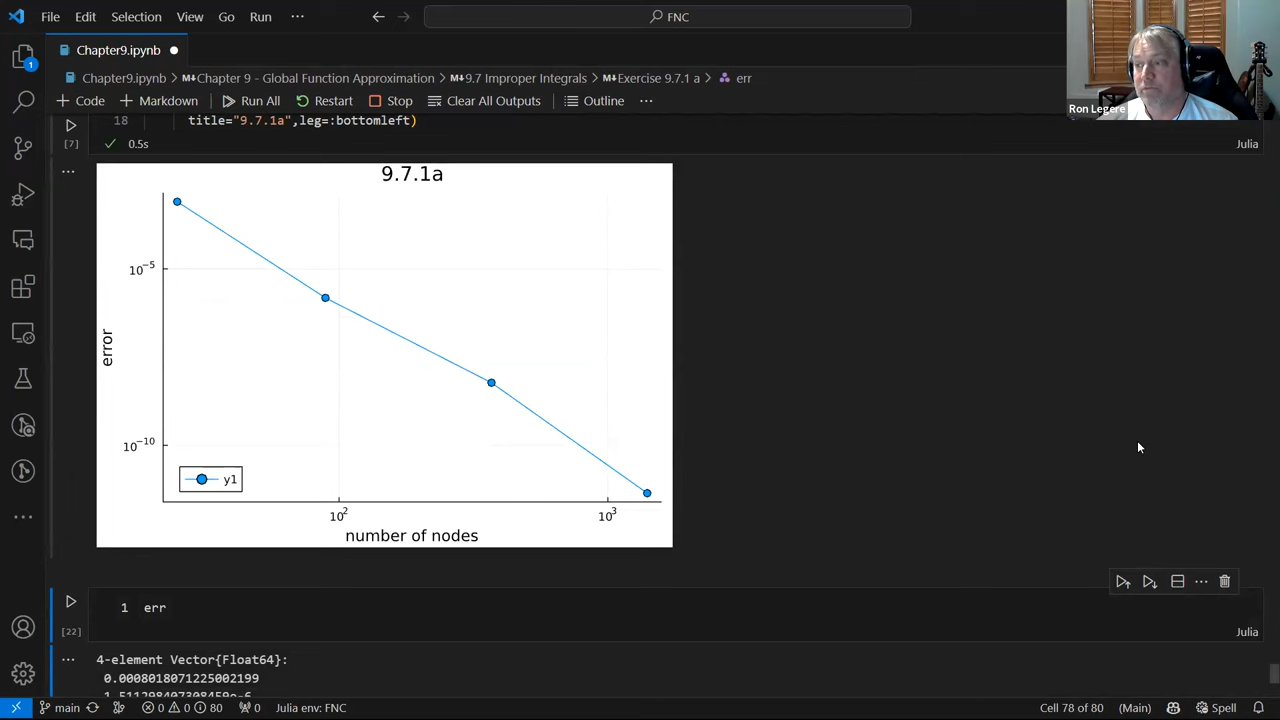 File Edit Selection View Go Run ··· FNC
Chapter9.ipynb
Chapter9.ipynb > Chapter 9 - Global Function Approximation > 9.7 Improper Integrals > Exercise 9.7.1 a > err
Code Markdown Run All Restart Stop Clear All Outputs Outline ···
Ron Legere
1
18 title="9.7.1a",leg=:bottomleft)
[7] 0.5s Julia
9.7.1a
10^-5
error
10^-10
y1
10^2 10^3
number of nodes
1 err
[22] Julia
4-element Vector{Float64}:
0.0008018071225002199
main 0 0 80 0 Julia env: FNC Cell 78 of 80 (Main) Spell